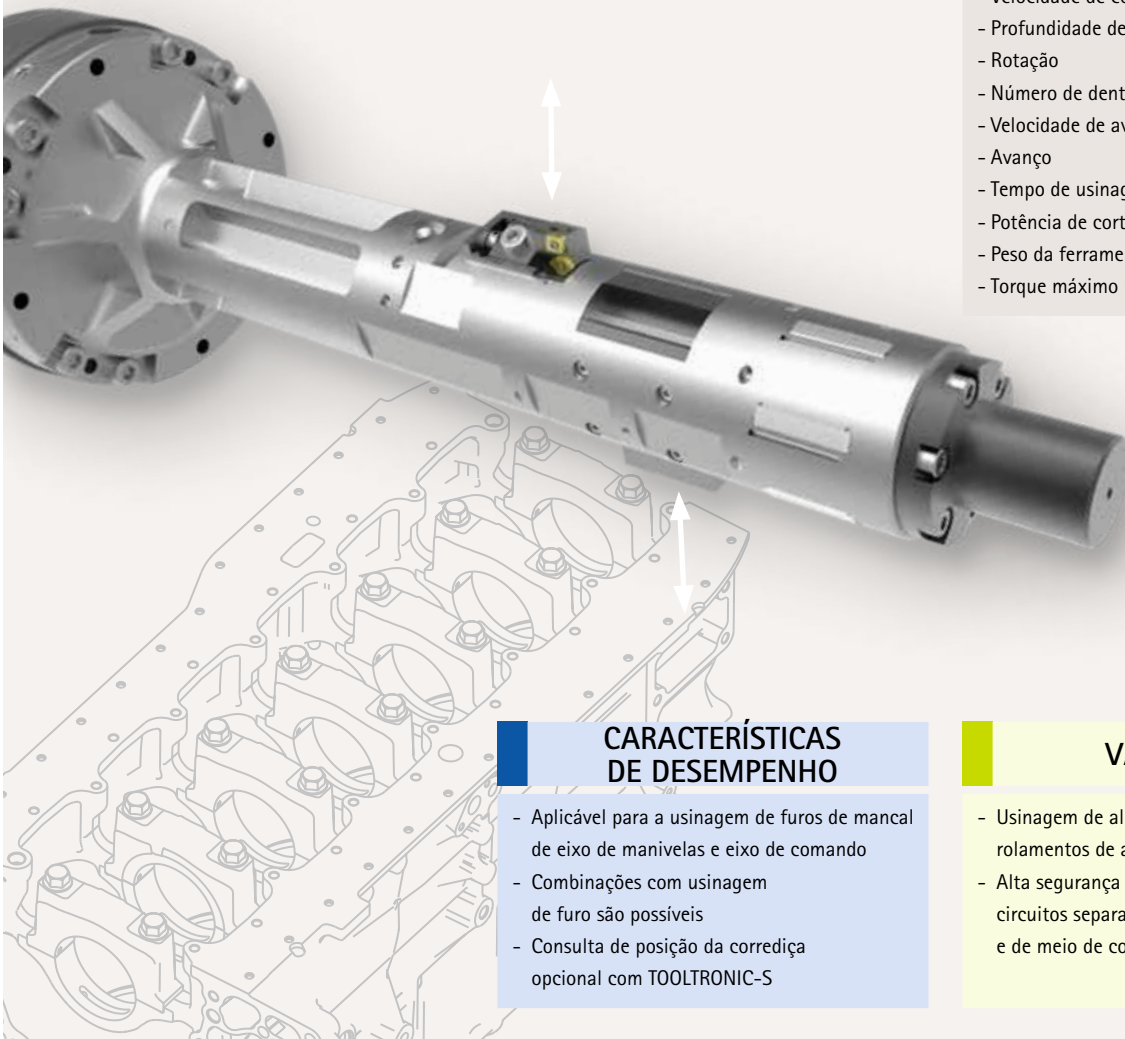 - Profundidade de
- Rotação
- Número de dent
- Velocidade de av
- Avanço
- Tempo de usinag
- Potência de cort
- Peso da ferrame
- Torque máximo
CARACTERÍSTICAS
DE DESEMPENHO
- Aplicável para a usinagem de furos de mancal
de eixo de manivelas e eixo de comando
- Combinações com usinagem
de furo são possíveis
- Consulta de posição da corrediça
opcional com TOOLTRONIC-S
- Usinagem de al
rolamentos de a
- Alta segurança
circuitos separa
e de meio de co